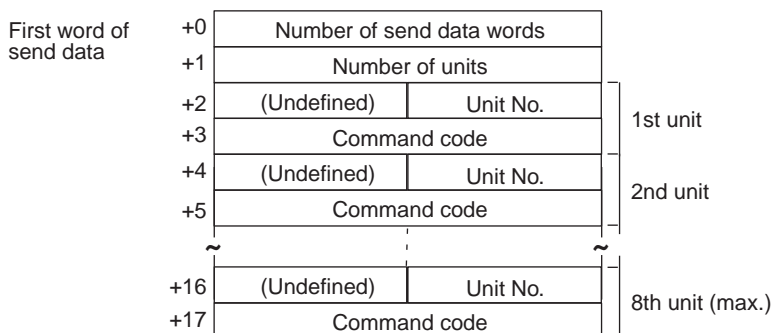 First word of
send data
+0 Number of send data words
+1 Number of units
+2 (Undefined) Unit No.
+3 Command code
1st unit
+4 (Undefined) Unit No.
+5 Command code
2nd unit
~ ~
+16 (Undefined) Unit No.
+17 Command code
8th unit (max.)